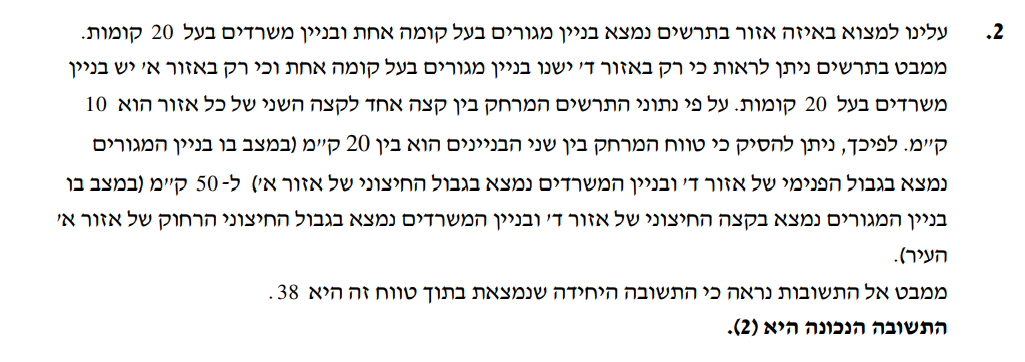 2. עלינו למצוא באיזה אזור בתרשים נמצא בניין מגורים בעל קומה אחת ובניין משרדים בעל 20 קומות.
ממבט בתרשים ניתן לראות כי רק באזור ד' ישנו בניין מגורים בעל קומה אחת וכי רק באזור א' יש בניין
משרדים בעל 20 קומות. על פי נתוני התרשים המרחק בין קצה אחד לקצה השני של כל אזור הוא 10
ק"מ. לפיכך, ניתן להסיק כי טווח המרחק בין שני הבניינים הוא בין 20 ק"מ (במצב בו בניין המגורים
נמצא בגבול הפנימי של אזור ד' ובניין המשרדים נמצא בגבול החיצוני של אזור א') ל- 50 ק"מ (במצב בו
בניין המגורים נמצא בקצה החיצוני של אזור ד' ובניין המשרדים נמצא בגבול החיצוני הרחוק של אזור א'
העיר).
ממבט אל התשובות נראה כי התשובה היחידה שנמצאת בתוך טווח זה היא 38.
התשובה הנכונה היא (2).